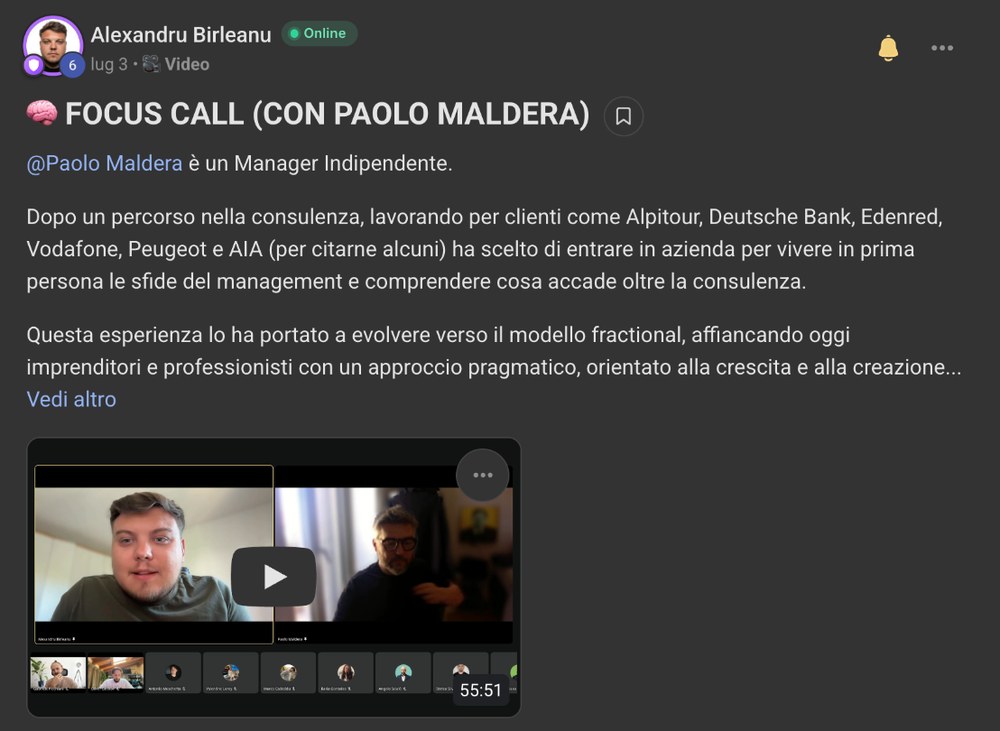 Alexandru Birleanu Online
6 lug 3 • Video
FOCUS CALL (CON PAOLO MALDERA)
@Paolo Maldera è un Manager Indipendente.
Dopo un percorso nella consulenza, lavorando per clienti come Alpitour, Deutsche Bank, Edenred,
Vodafone, Peugeot e AIA (per citarne alcuni) ha scelto di entrare in azienda per vivere in prima
persona le sfide del management e comprendere cosa accade oltre la consulenza.
Questa esperienza lo ha portato a evolvere verso il modello fractional, affiancando oggi
imprenditori e professionisti con un approccio pragmatico, orientato alla crescita e alla creazione...
Vedi altro
Alexandru Birleanu
Paolo Maldera
55:51